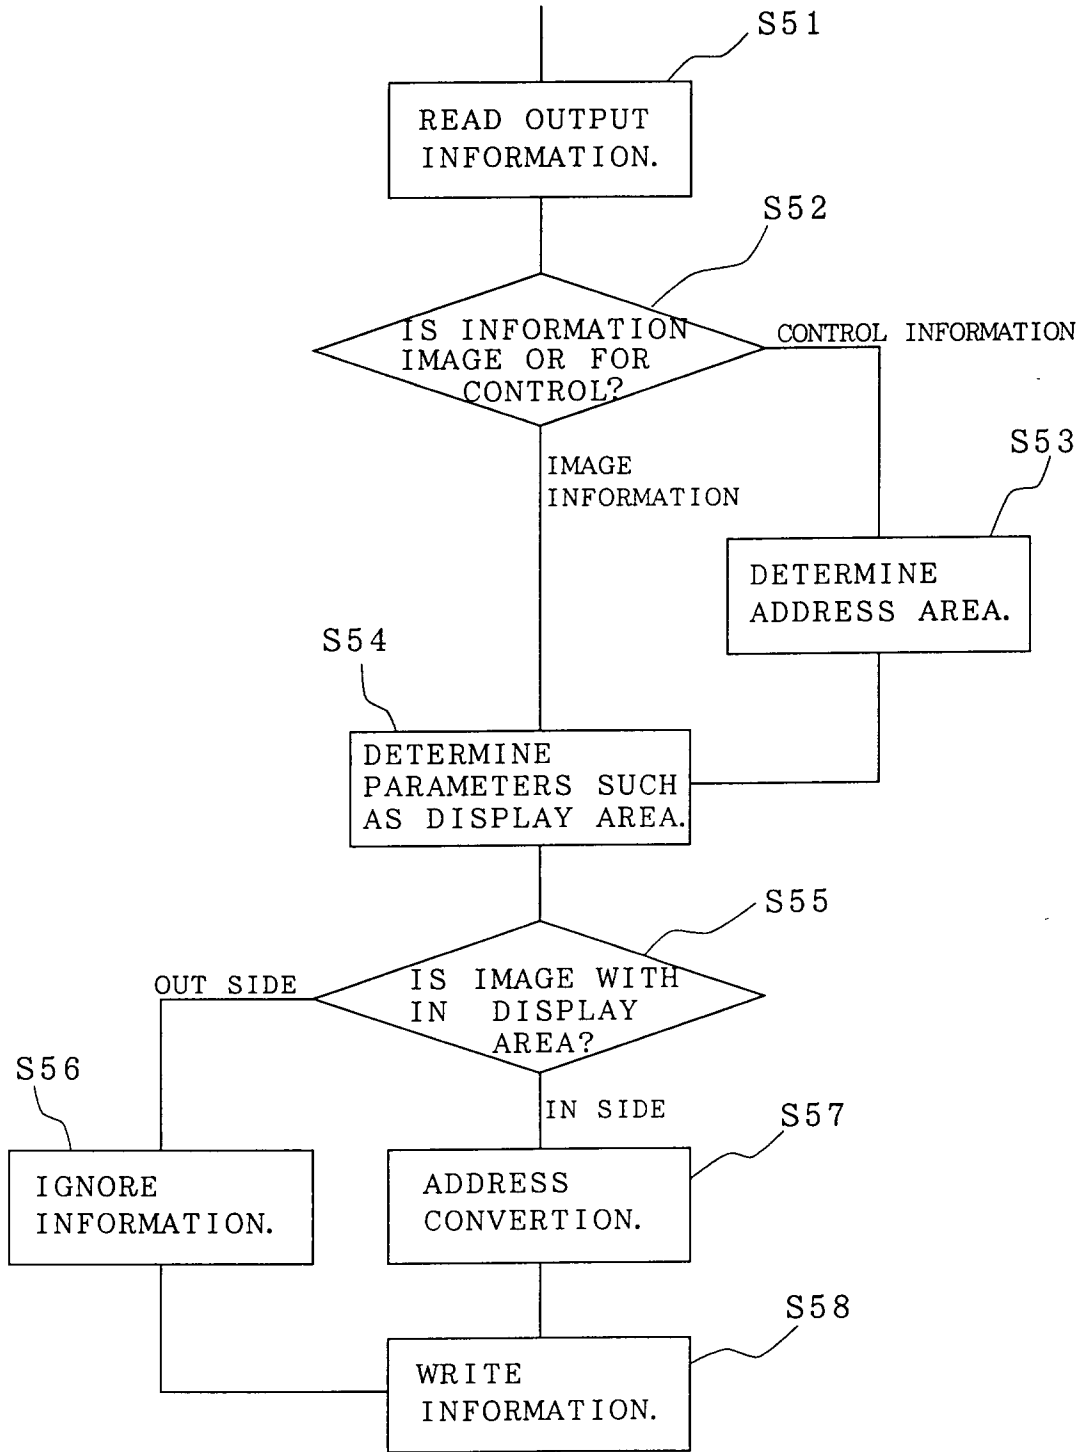 S51
READ OUTPUT
INFORMATION.
S52
IS INFORMATION
IMAGE OR FOR
CONTROL?
CONTROL INFORMATION
IMAGE
INFORMATION
S53
DETERMINE
ADDRESS AREA.
S54
DETERMINE
PARAMETERS SUCH
AS DISPLAY AREA.
S55
IS IMAGE WITH
IN DISPLAY
AREA?
OUT SIDE
IN SIDE
S56
IGNORE
INFORMATION.
S57
ADDRESS
CONVERTION.
S58
WRITE
INFORMATION.